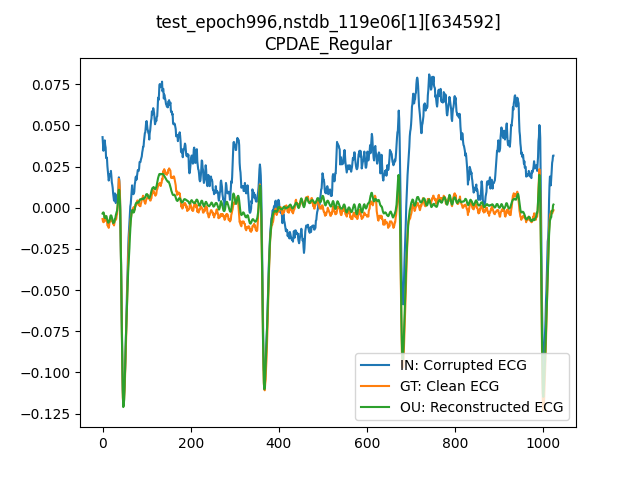 test_epoch996,nstdb_119e06[1][634592]
CPDAE_Regular
0.075
0.050
0.025
0.000
−0.025
−0.050
−0.075
−0.100
−0.125
IN: Corrupted ECG
GT: Clean ECG
OU: Reconstructed ECG
0 200 400 600 800 1000